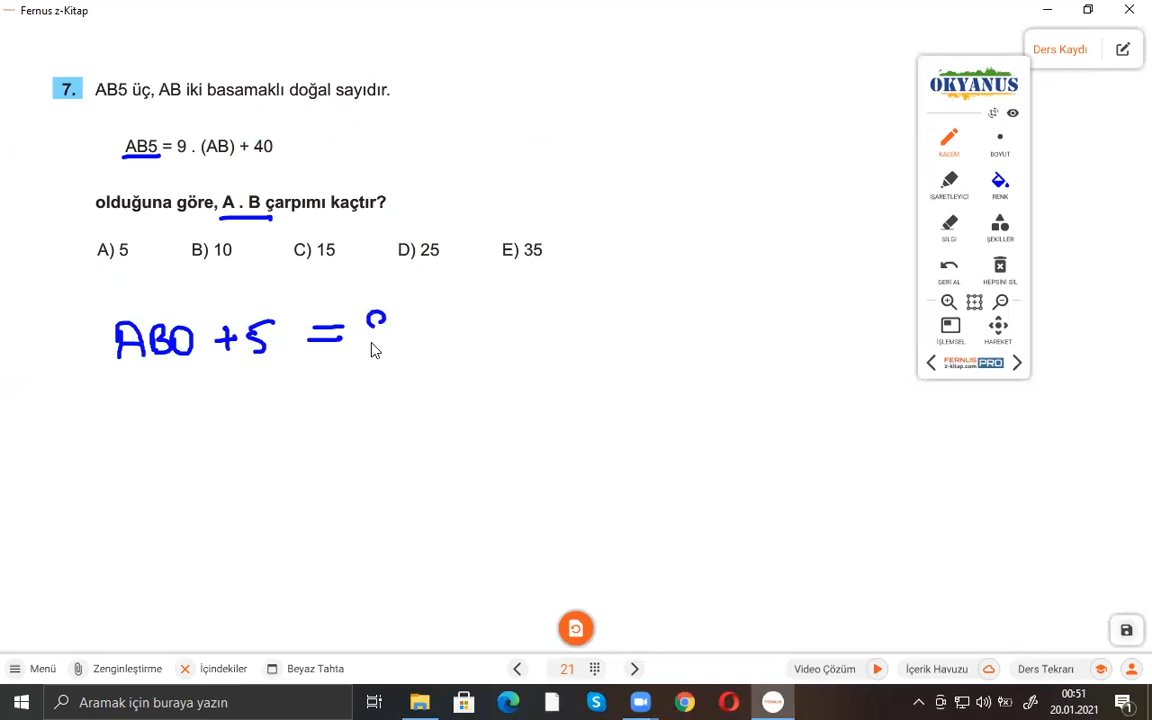 Fernus z-Kitap
Ders Kaydı
7. AB5 üç, AB iki basamaklı doğal sayıdır.
AB5 = 9 . (AB) + 40
olduğuna göre, A . B çarpımı kaçtır?
A) 5 B) 10 C) 15 D) 25 E) 35
AB0 + 5 =
OKYANUS
KALEM BOYUT
İŞARETLEYİCİ RENK
SİLGİ ŞEKİLLER
GERİ AL HEPSİNİ SİL
İŞLEMSEL HAREKET
FERNUS z-kitap.com PRO
Menü Zenginleştirme İçindekiler Beyaz Tahta 21 Video Çözüm İçerik Havuzu Ders Tekrarı
Aramak için buraya yazın
00:51
20.01.2021
1